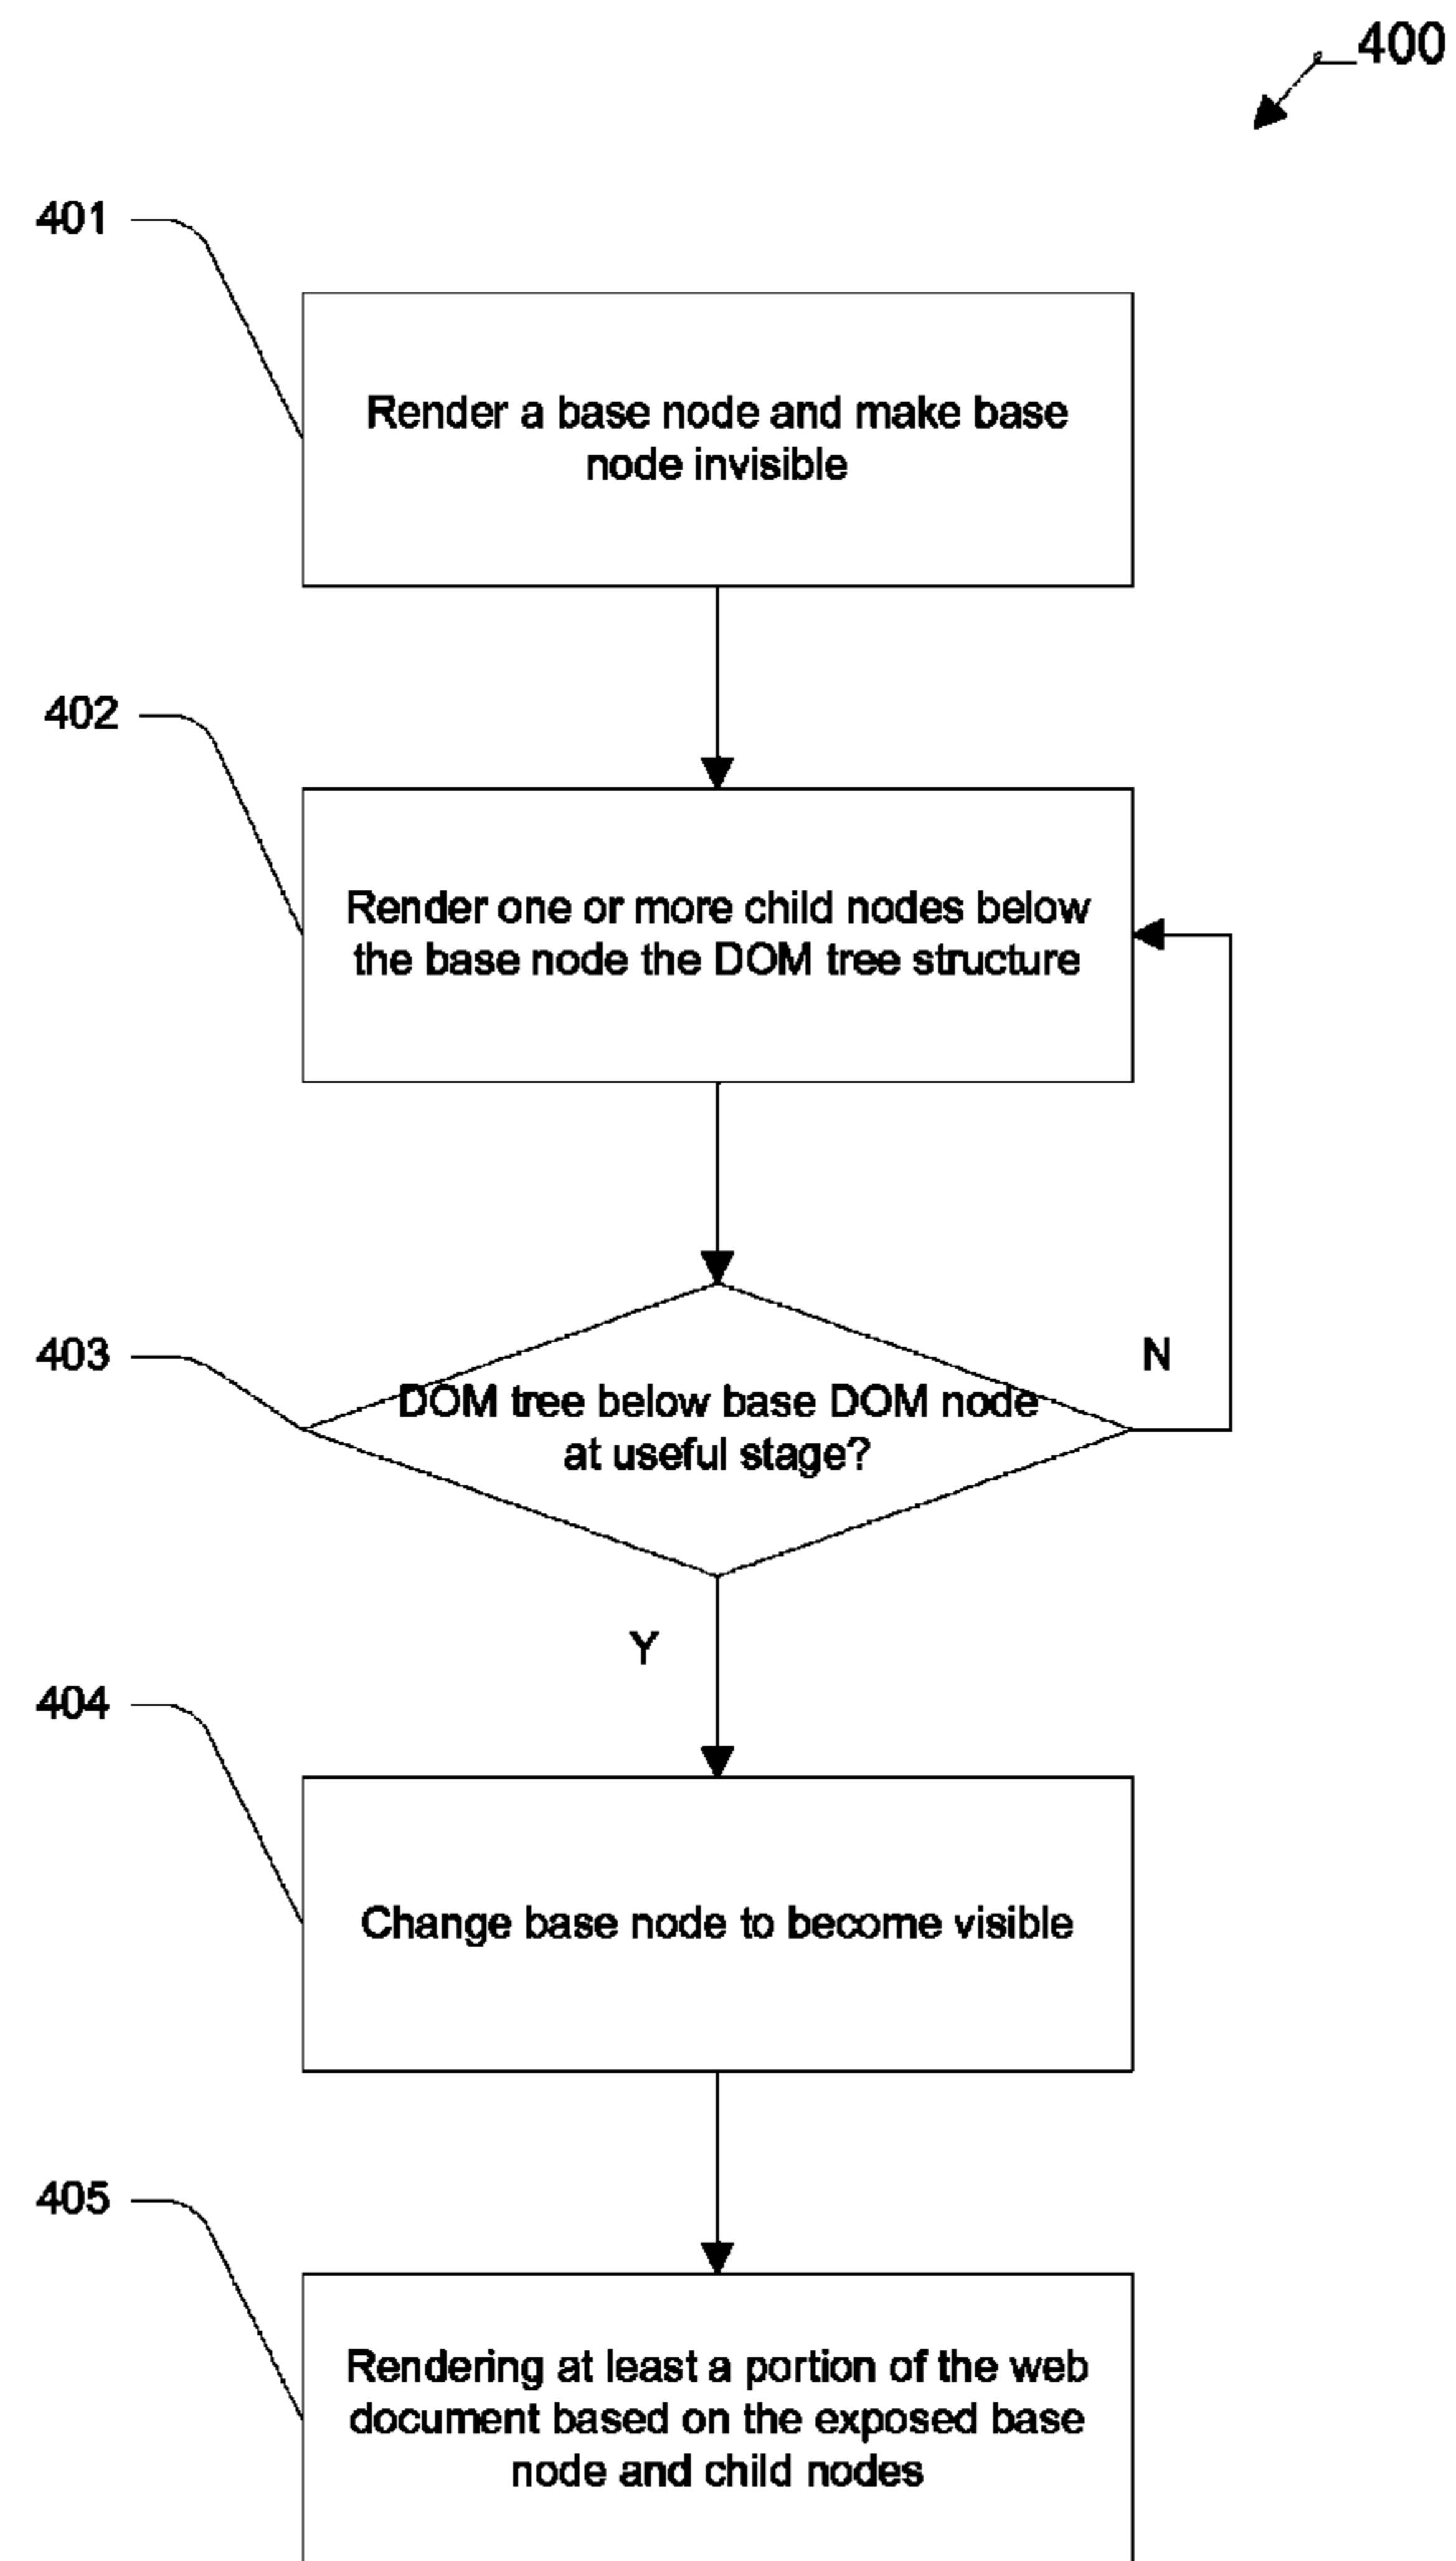 400
401
Render a base node and make base
node invisible
402
Render one or more child nodes below
the base node the DOM tree structure
403
DOM tree below base DOM node
at useful stage?
N
Y
404
Change base node to become visible
405
Rendering at least a portion of the web
document based on the exposed base
node and child nodes